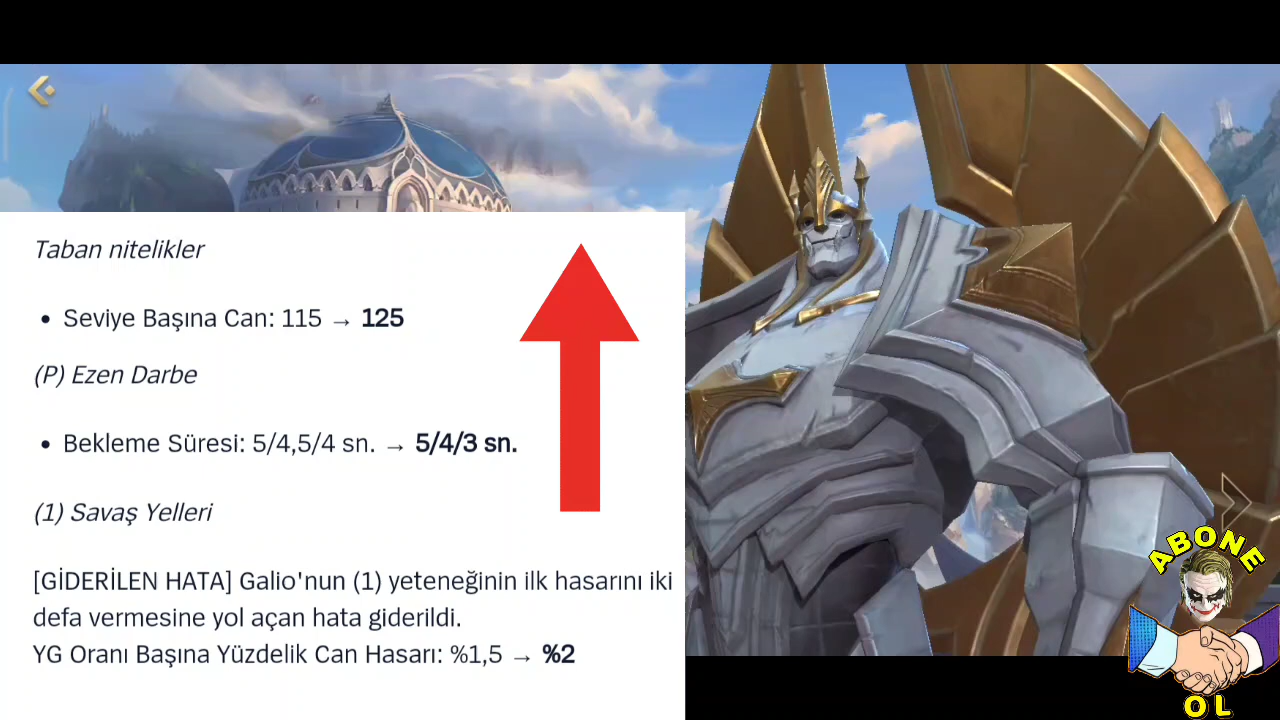 Taban nitelikler
• Seviye Başına Can: 115 → 125
(P) Ezen Darbe
• Bekleme Süresi: 5/4,5/4 sn. → 5/4/3 sn.
(1) Savaş Yelleri
[GİDERİLEN HATA] Galio'nun (1) yeteneğinin ilk hasarını iki
defa vermesine yol açan hata giderildi.
YG Oranı Başına Yüzdelik Can Hasarı: %1,5 → %2
ABONE
OL